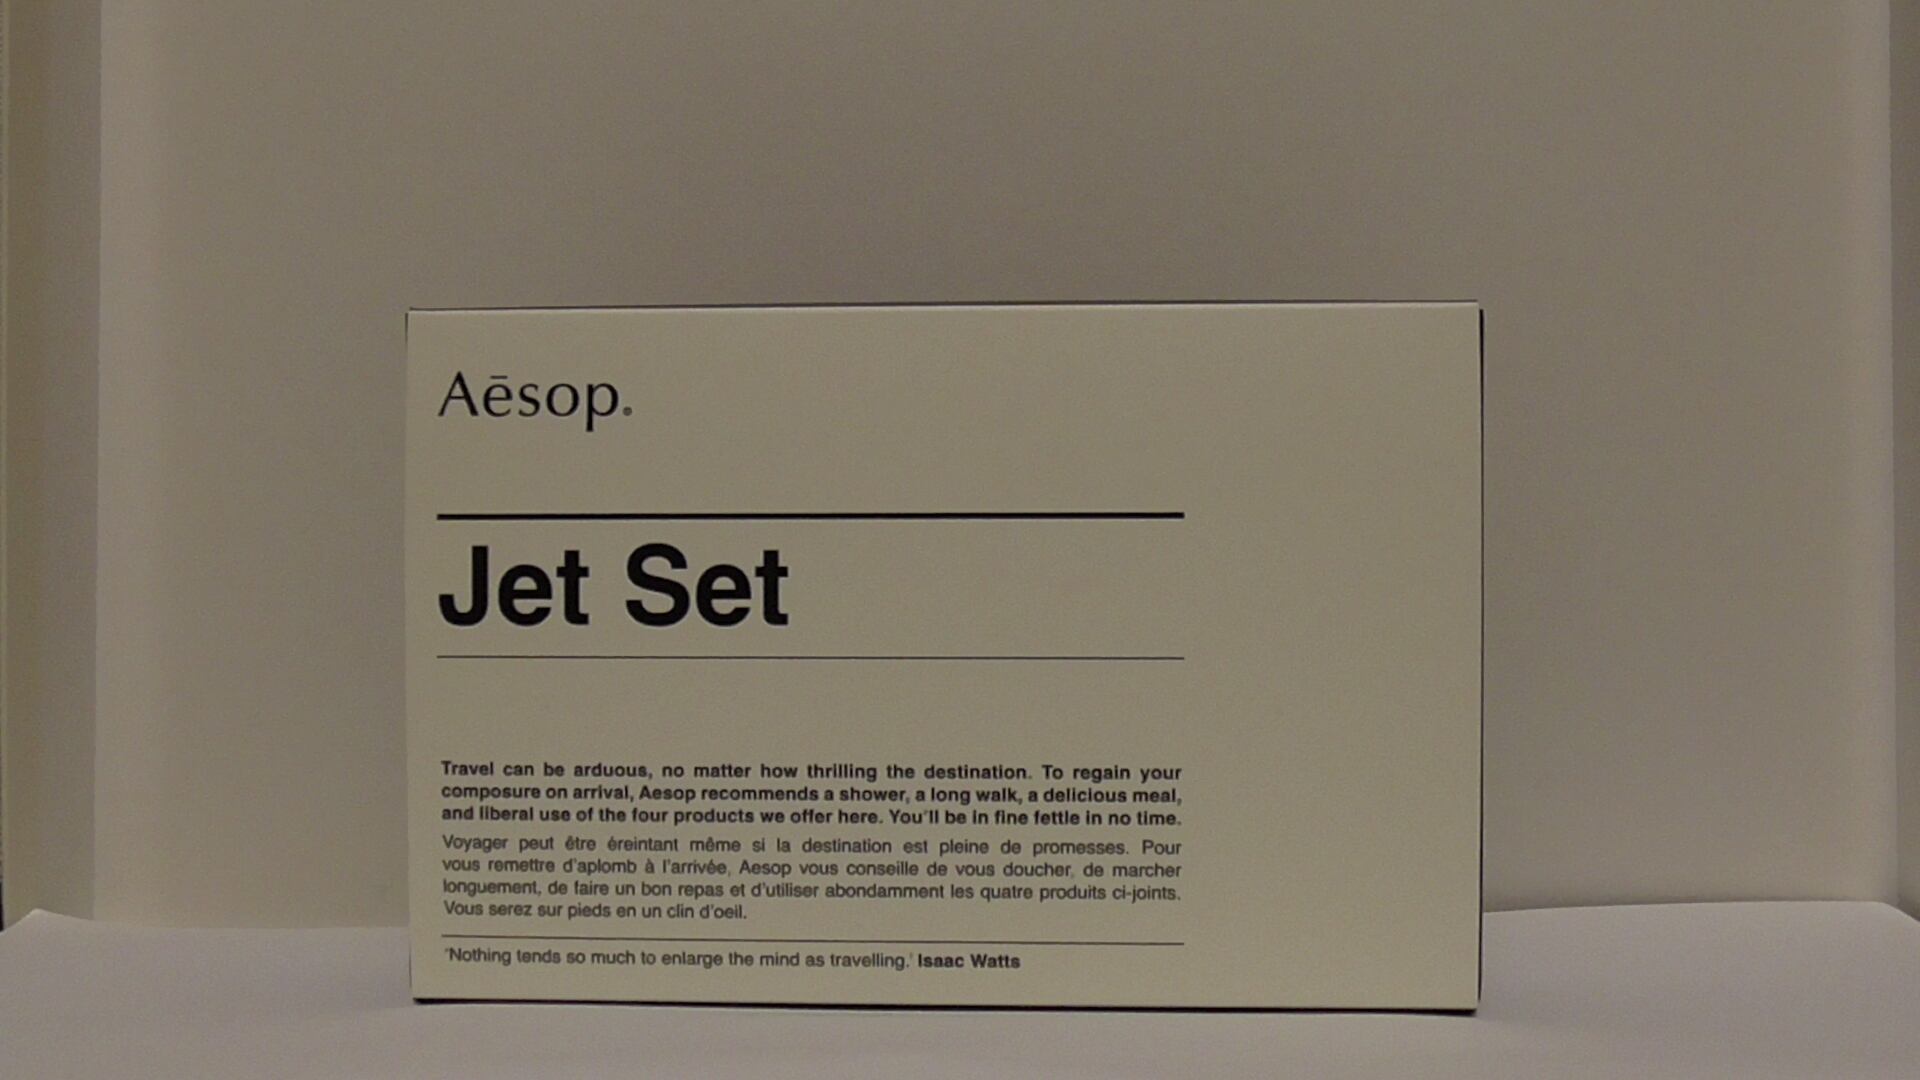 Aēsop.
Jet Set
Travel can be arduous, no matter how thrilling the destination. To regain your
composure on arrival, Aesop recommends a shower, a long walk, a delicious meal,
and liberal use of the four products we offer here. You'll be in fine fettle in no time.
Voyager peut être éreintant même si la destination est pleine de promesses. Pour
vous remettre d'aplomb à l'arrivée, Aesop vous conseille de vous doucher, de marcher
longuement, de faire un bon repas et d'utiliser abondamment les quatre produits ci-joints.
Vous serez sur pieds en un clin d'oeil.
'Nothing tends so much to enlarge the mind as travelling.' Isaac Watts